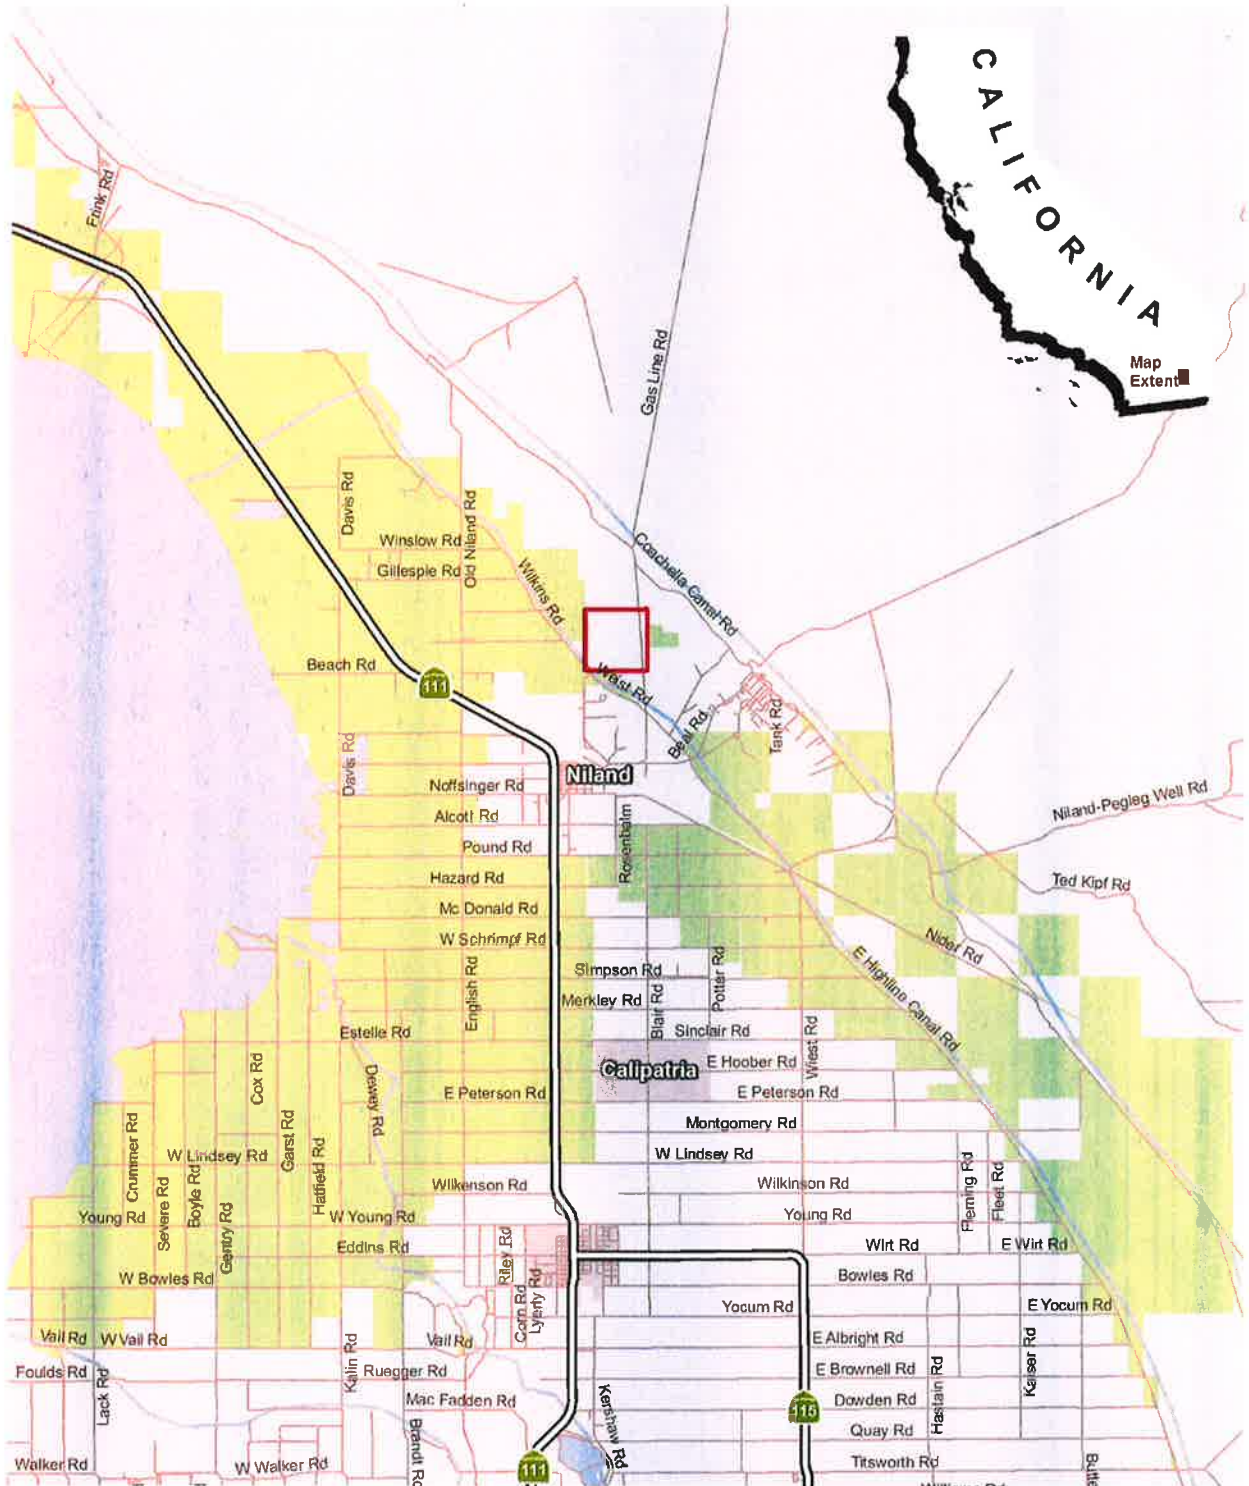 CALIFORNIA
Map
Extent
Frink Rd
Gas Line Rd
Davis Rd
Old Niland Rd
Winslow Rd
Gillespie Rd
Wilkins Rd
Coachella Canal Rd
Beach Rd
111
Weist Rd
Beal Rd
Tank Rd
Davis Rd
Niland
Noffsinger Rd
Niland-Pegleg Well Rd
Alcott Rd
Rosenbalm
Pound Rd
Hazard Rd
Ted Kipf Rd
Mc Donald Rd
W Schrimpf Rd
Nider Rd
E Highline Canal Rd
English Rd
Simpson Rd
Potter Rd
Merkley Rd
Blair Rd
Estelle Rd
Sinclair Rd
Wiest Rd
Cox Rd
Dewey Rd
Calipatria
E Hoober Rd
E Peterson Rd
E Peterson Rd
Crummer Rd
Garst Rd
Montgomery Rd
W Lindsey Rd
W Lindsey Rd
Severe Rd
Boyle Rd
Hatfield Rd
Wilkenson Rd
Wilkinson Rd
Fleming Rd
Fleet Rd
Young Rd
Gentry Rd
W Young Rd
Young Rd
Eddins Rd
Riley Rd
Wirt Rd
E Wirt Rd
W Bowles Rd
Bowles Rd
Corn Rd
Lyerly Rd
Yocum Rd
E Yocum Rd
Vail Rd
W Vail Rd
Kalin Rd
Vail Rd
E Albright Rd
Kaiser Rd
Foulds Rd
Lack Rd
Ruegger Rd
E Brownell Rd
Hastain Rd
Mac Fadden Rd
Kershaw Rd
115
Dowden Rd
Brandt Rd
Quay Rd
Walker Rd
W Walker Rd
111
Titsworth Rd
Butte